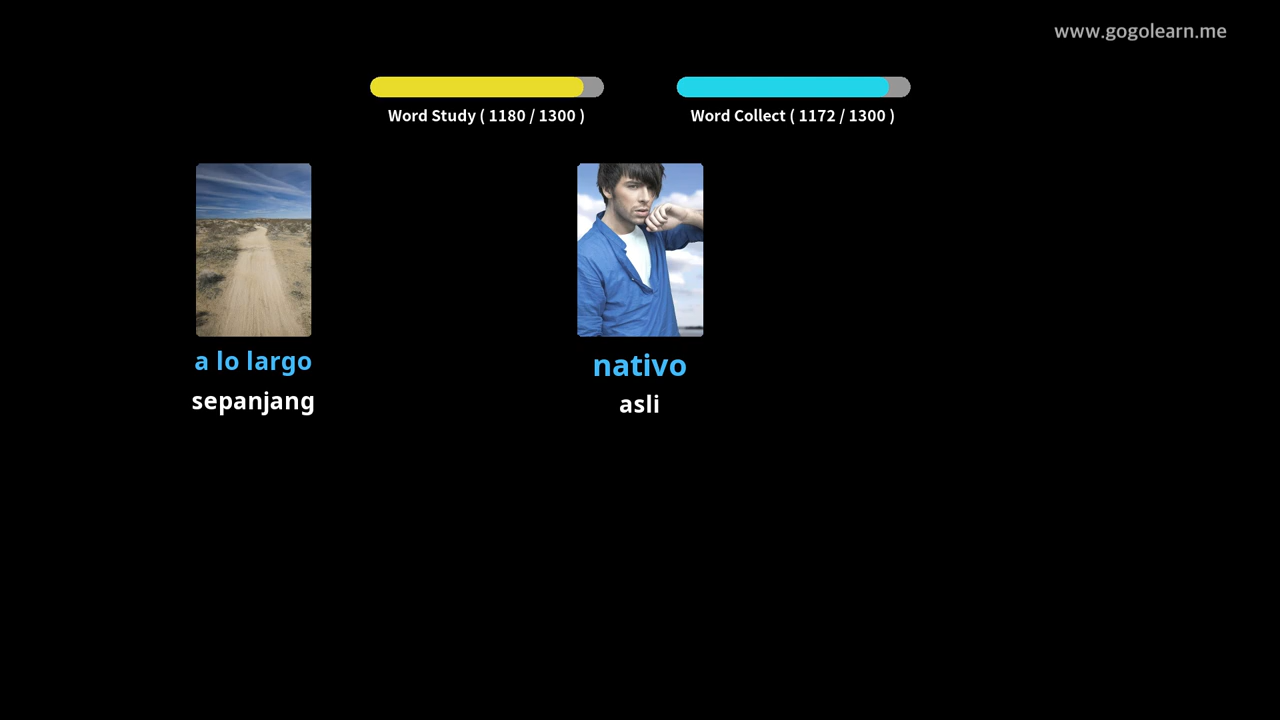 www.gogolearn.me
Word Study ( 1180 / 1300 )
Word Collect ( 1172 / 1300 )
a lo largo
sepanjang
nativo
asli